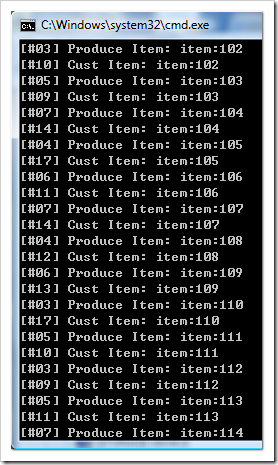 C:\Windows\system32\cmd.exe
[#03] Produce Item: item:102
[#10] Cust Item: item:102
[#05] Produce Item: item:103
[#09] Cust Item: item:103
[#07] Produce Item: item:104
[#14] Cust Item: item:104
[#04] Produce Item: item:105
[#17] Cust Item: item:105
[#06] Produce Item: item:106
[#11] Cust Item: item:106
[#07] Produce Item: item:107
[#14] Cust Item: item:107
[#04] Produce Item: item:108
[#12] Cust Item: item:108
[#06] Produce Item: item:109
[#13] Cust Item: item:109
[#03] Produce Item: item:110
[#17] Cust Item: item:110
[#05] Produce Item: item:111
[#10] Cust Item: item:111
[#03] Produce Item: item:112
[#09] Cust Item: item:112
[#05] Produce Item: item:113
[#11] Cust Item: item:113
[#07] Produce Item: item:114